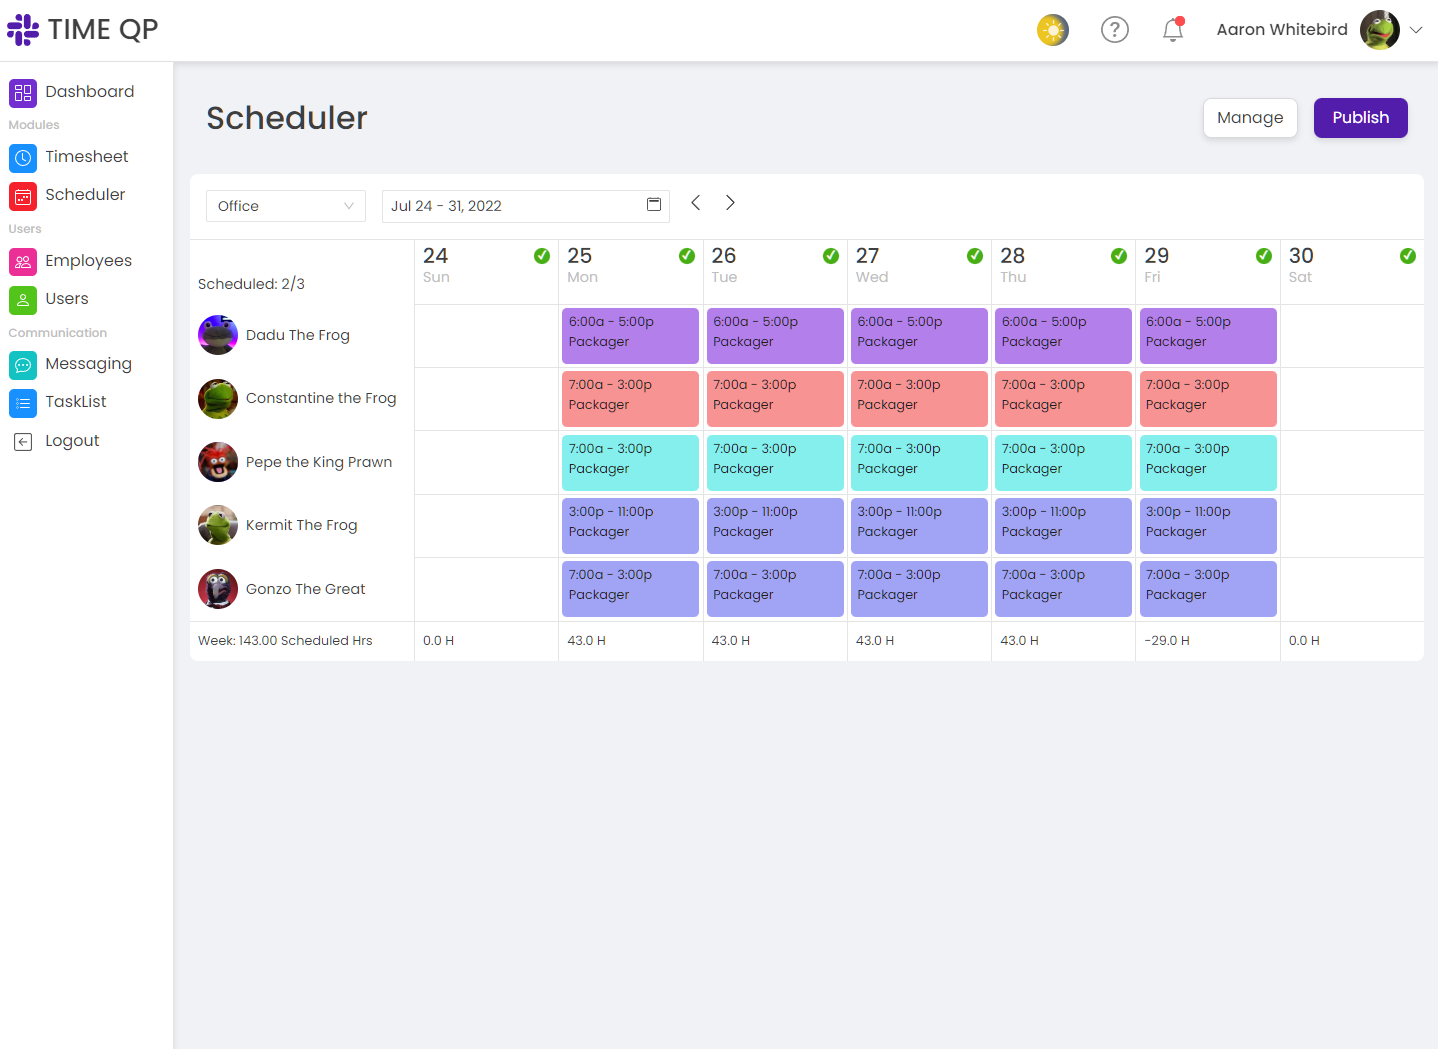 TIME QP
Aaron Whitebird
Dashboard
Modules
Timesheet
Scheduler
Users
Employees
Users
Communication
Messaging
TaskList
Logout
Scheduler
Manage
Publish
Office
Jul 24 - 31, 2022
Scheduled: 2/3
24
Sun
25
Mon
26
Tue
27
Wed
28
Thu
29
Fri
30
Sat
Dadu The Frog
6:00a - 5:00p
Packager
6:00a - 5:00p
Packager
6:00a - 5:00p
Packager
6:00a - 5:00p
Packager
6:00a - 5:00p
Packager
Constantine the Frog
7:00a - 3:00p
Packager
7:00a - 3:00p
Packager
7:00a - 3:00p
Packager
7:00a - 3:00p
Packager
7:00a - 3:00p
Packager
Pepe the King Prawn
7:00a - 3:00p
Packager
7:00a - 3:00p
Packager
7:00a - 3:00p
Packager
7:00a - 3:00p
Packager
7:00a - 3:00p
Packager
Kermit The Frog
3:00p - 11:00p
Packager
3:00p - 11:00p
Packager
3:00p - 11:00p
Packager
3:00p - 11:00p
Packager
3:00p - 11:00p
Packager
Gonzo The Great
7:00a - 3:00p
Packager
7:00a - 3:00p
Packager
7:00a - 3:00p
Packager
7:00a - 3:00p
Packager
7:00a - 3:00p
Packager
Week: 143.00 Scheduled Hrs
0.0 H
43.0 H
43.0 H
43.0 H
43.0 H
-29.0 H
0.0 H